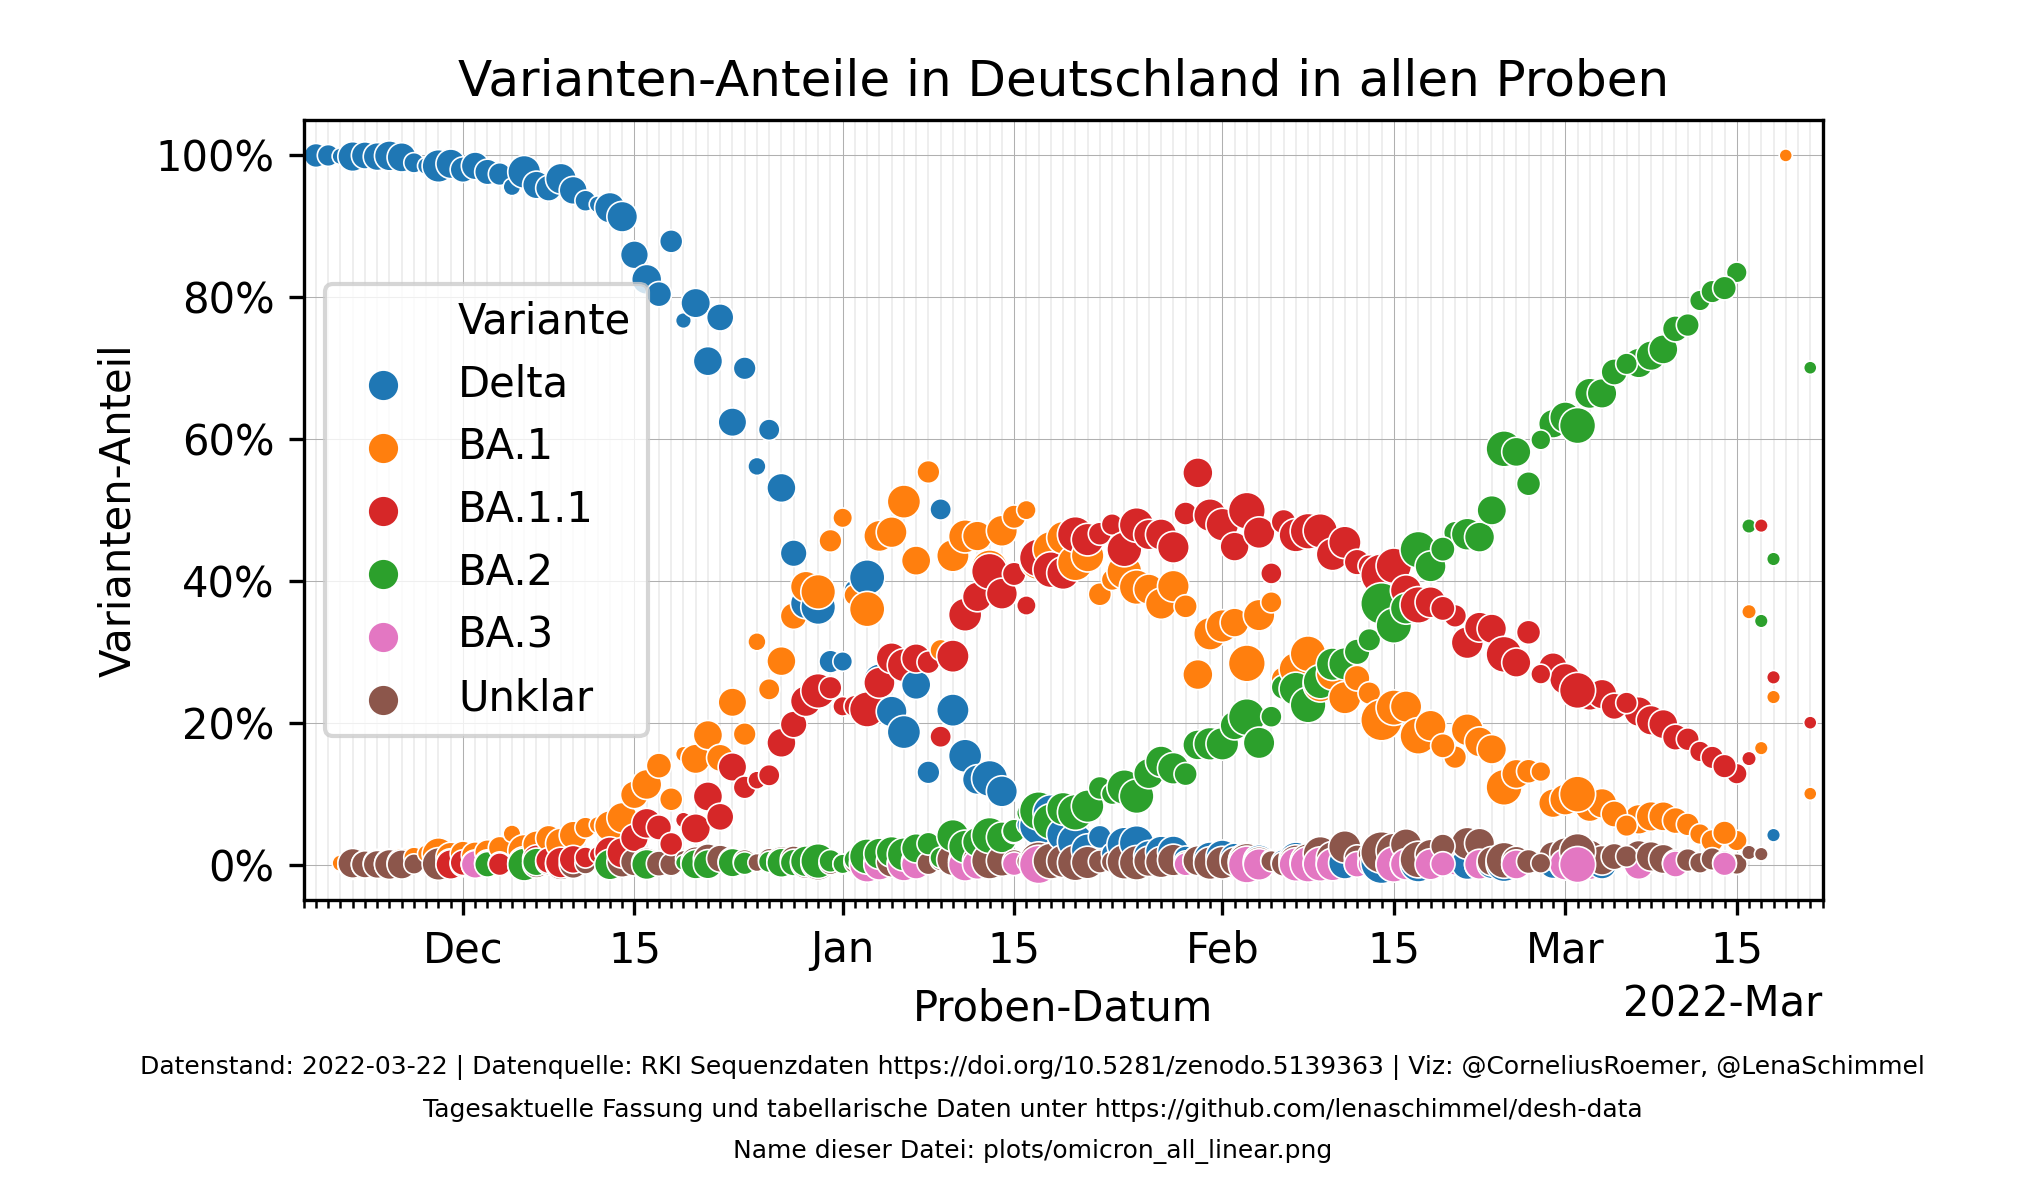 Varianten-Anteile in Deutschland in allen Proben
100%
80%
60%
40%
20%
0%
Varianten-Anteil
Variante
Delta
BA.1
BA.1.1
BA.2
BA.3
Unklar
Dec
15
Jan
15
Feb
15
Mar
15
2022-Mar
Proben-Datum
Datenstand: 2022-03-22 | Datenquelle: RKI Sequenzdaten https://doi.org/10.5281/zenodo.5139363 | Viz: @CorneliusRoemer, @LenaSchimmel
Tagesaktuelle Fassung und tabellarische Daten unter https://github.com/lenaschimmel/desh-data
Name dieser Datei: plots/omicron_all_linear.png